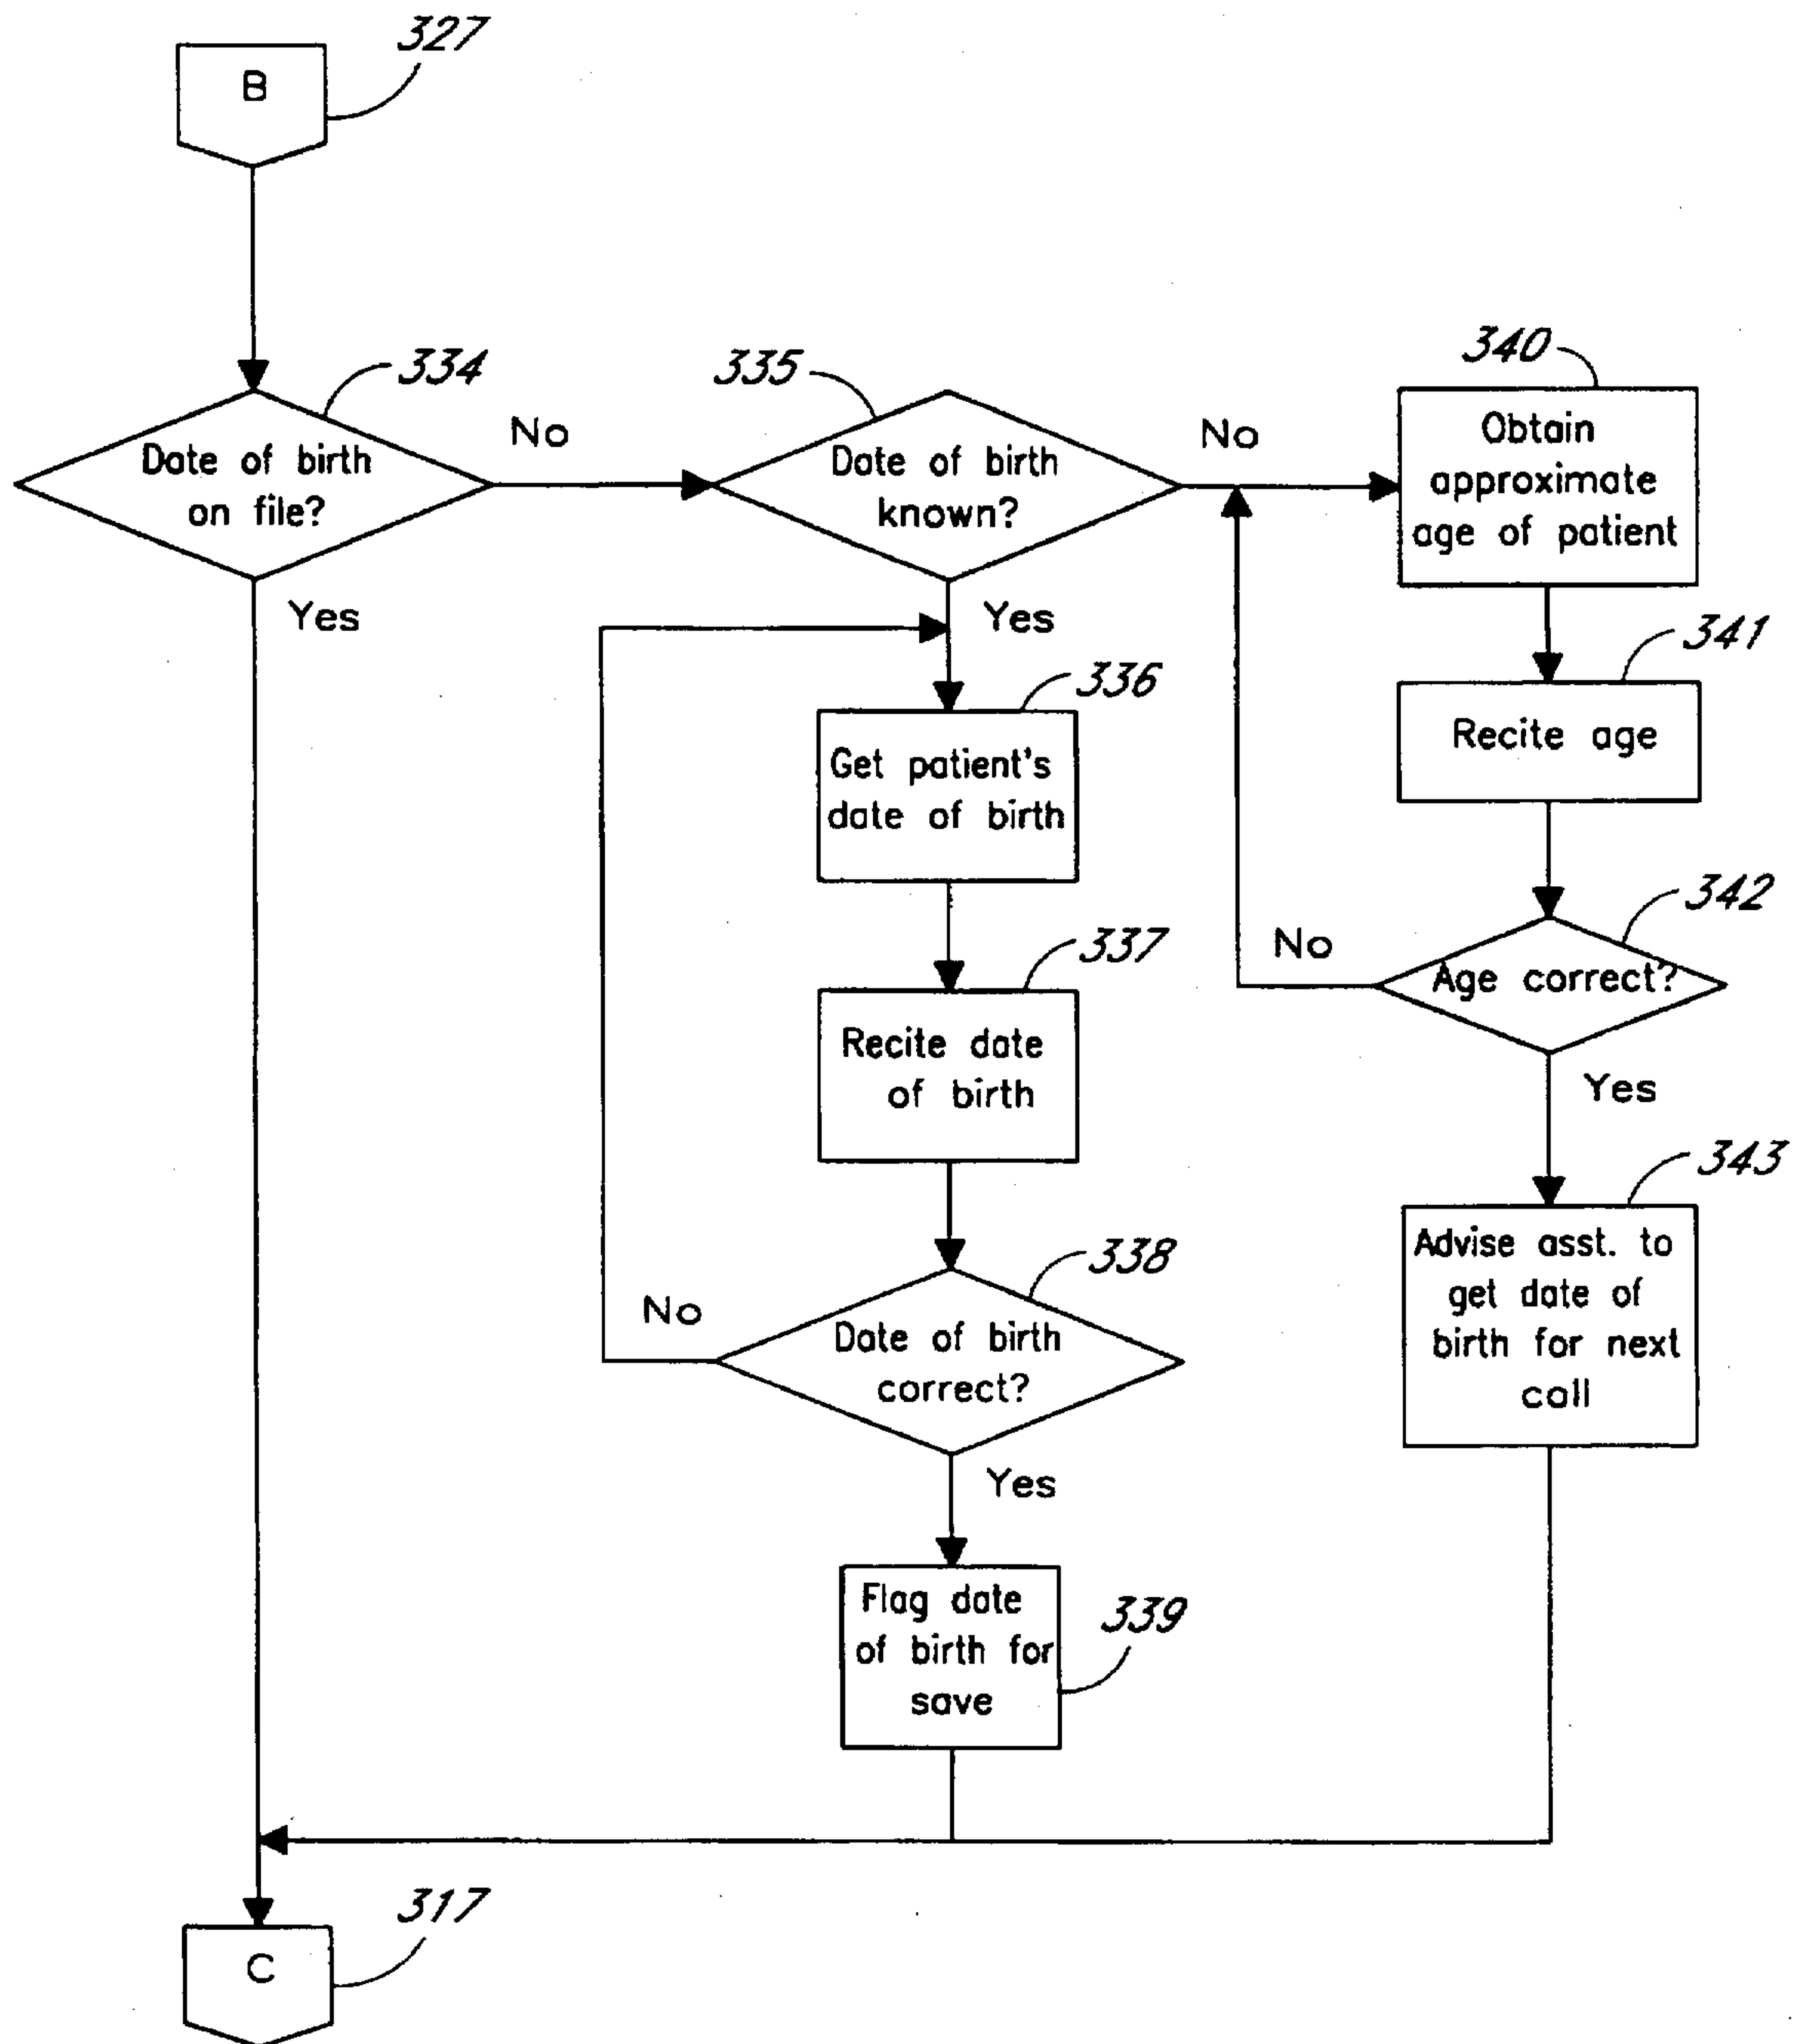 327
B
334
Date of birth
on file?
No
Yes
335
Date of birth
known?
No
Yes
340
Obtain
approximate
age of patient
341
Recite age
342
Age correct?
No
Yes
343
Advise asst. to
get date of
birth for next
call
336
Get patient's
date of birth
337
Recite date
of birth
338
Date of birth
correct?
No
Yes
339
Flag date
of birth for
save
317
C